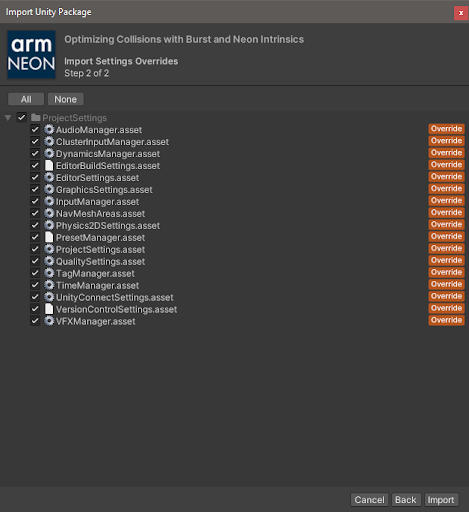 Import Unity Package
x
arm
NEON
Optimizing Collisions with Burst and Neon Intrinsics
Import Settings Overrides
Step 2 of 2
All None
ProjectSettings
AudioManager.asset Override
ClusterInputManager.asset Override
DynamicsManager.asset Override
EditorBuildSettings.asset Override
EditorSettings.asset Override
GraphicsSettings.asset Override
InputManager.asset Override
NavMeshAreas.asset Override
Physics2DSettings.asset Override
PresetManager.asset Override
ProjectSettings.asset Override
QualitySettings.asset Override
TagManager.asset Override
TimeManager.asset Override
UnityConnectSettings.asset Override
VersionControlSettings.asset Override
VFXManager.asset Override
Cancel Back Import